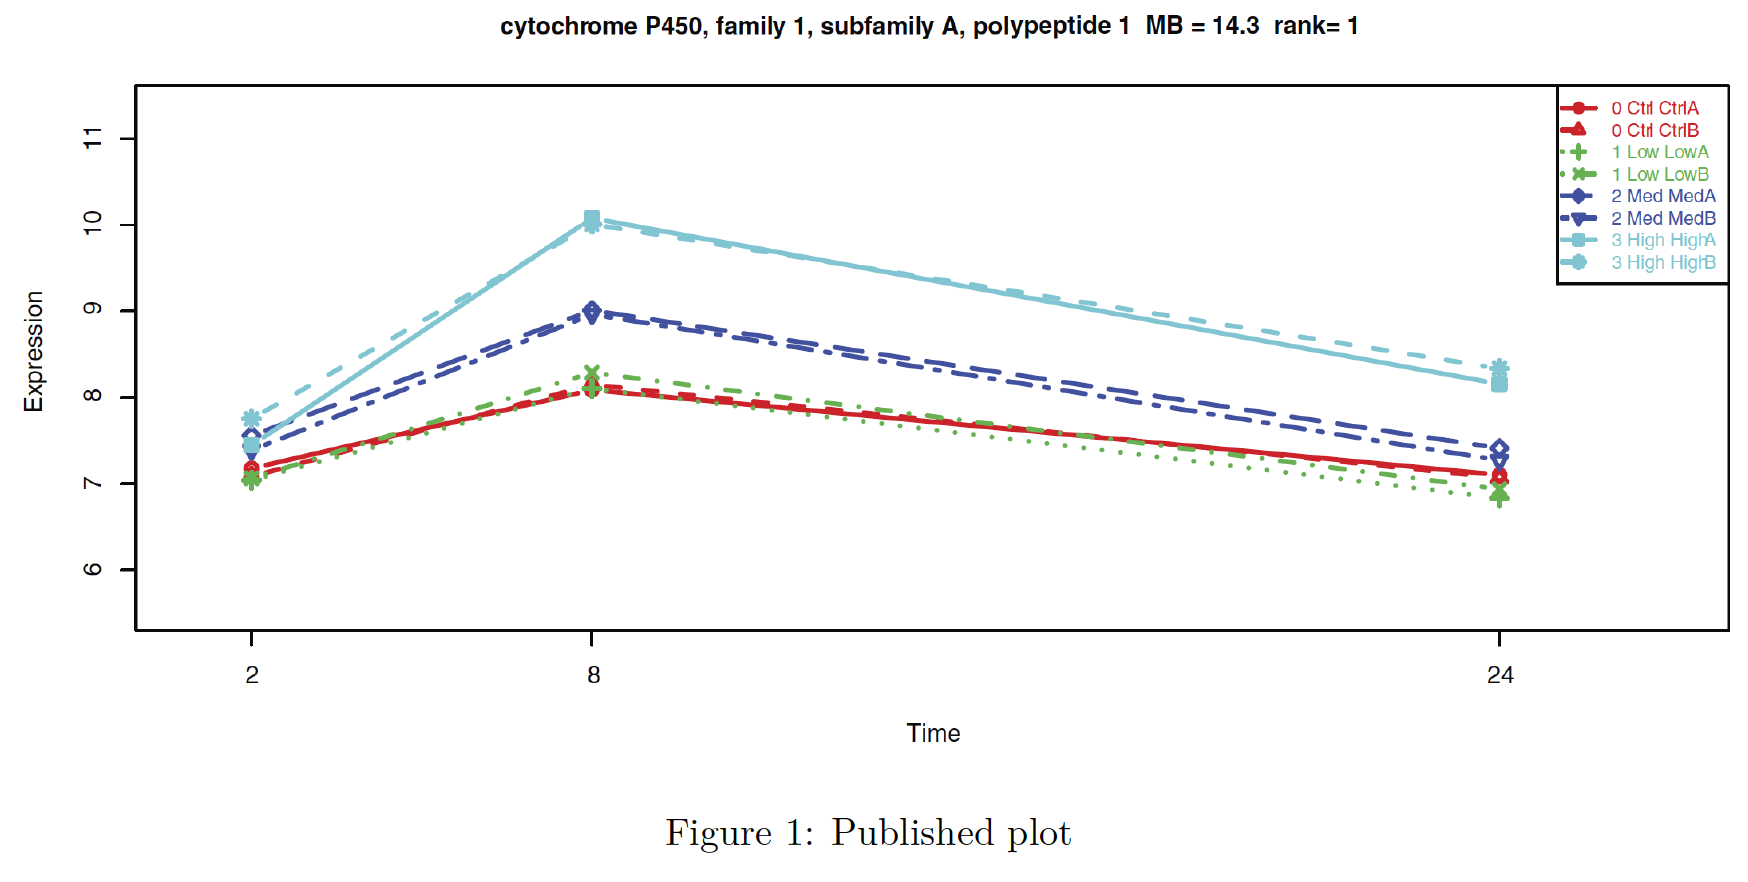 cytochrome P450, family 1, subfamily A, polypeptide 1 MB = 14.3 rank= 1
0 Ctrl CtrlA
0 Ctrl CtrlB
1 Low LowA
1 Low LowB
2 Med MedA
2 Med MedB
3 High HighA
3 High HighB
Expression
11
10
9
8
7
6
2 8 24
Time
Figure 1: Published plot